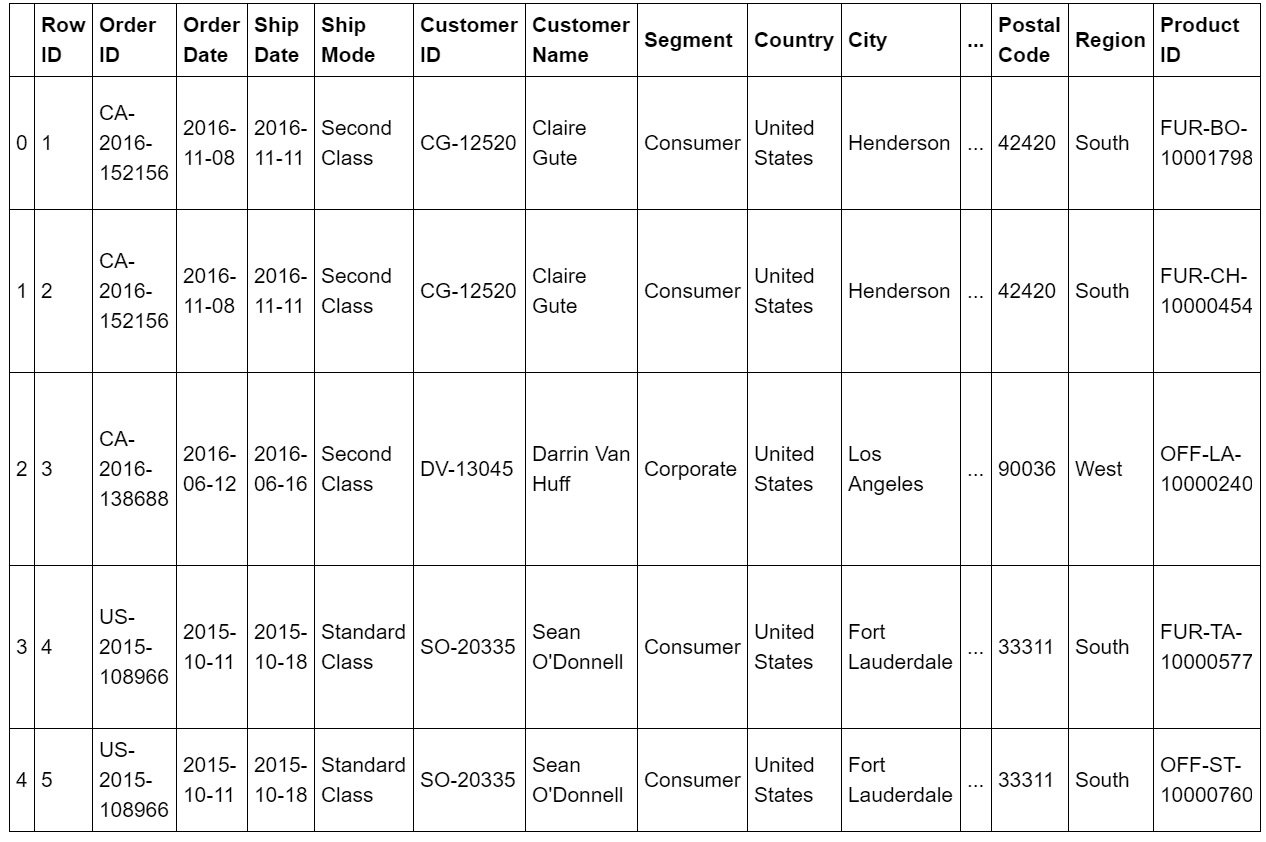 Row ID Order ID Order Date Ship Date Ship Mode Customer ID Customer Name Segment Country City ... Postal Code Region Product ID
0 1 CA-2016-152156 2016-11-08 2016-11-11 Second Class CG-12520 Claire Gute Consumer United States Henderson ... 42420 South FUR-BO-10001798
1 2 CA-2016-152156 2016-11-08 2016-11-11 Second Class CG-12520 Claire Gute Consumer United States Henderson ... 42420 South FUR-CH-10000454
2 3 CA-2016-138688 2016-06-12 2016-06-16 Second Class DV-13045 Darrin Van Huff Corporate United States Los Angeles ... 90036 West OFF-LA-10000240
3 4 US-2015-108966 2015-10-11 2015-10-18 Standard Class SO-20335 Sean O'Donnell Consumer United States Fort Lauderdale ... 33311 South FUR-TA-10000577
4 5 US-2015-108966 2015-10-11 2015-10-18 Standard Class SO-20335 Sean O'Donnell Consumer United States Fort Lauderdale ... 33311 South OFF-ST-10000760